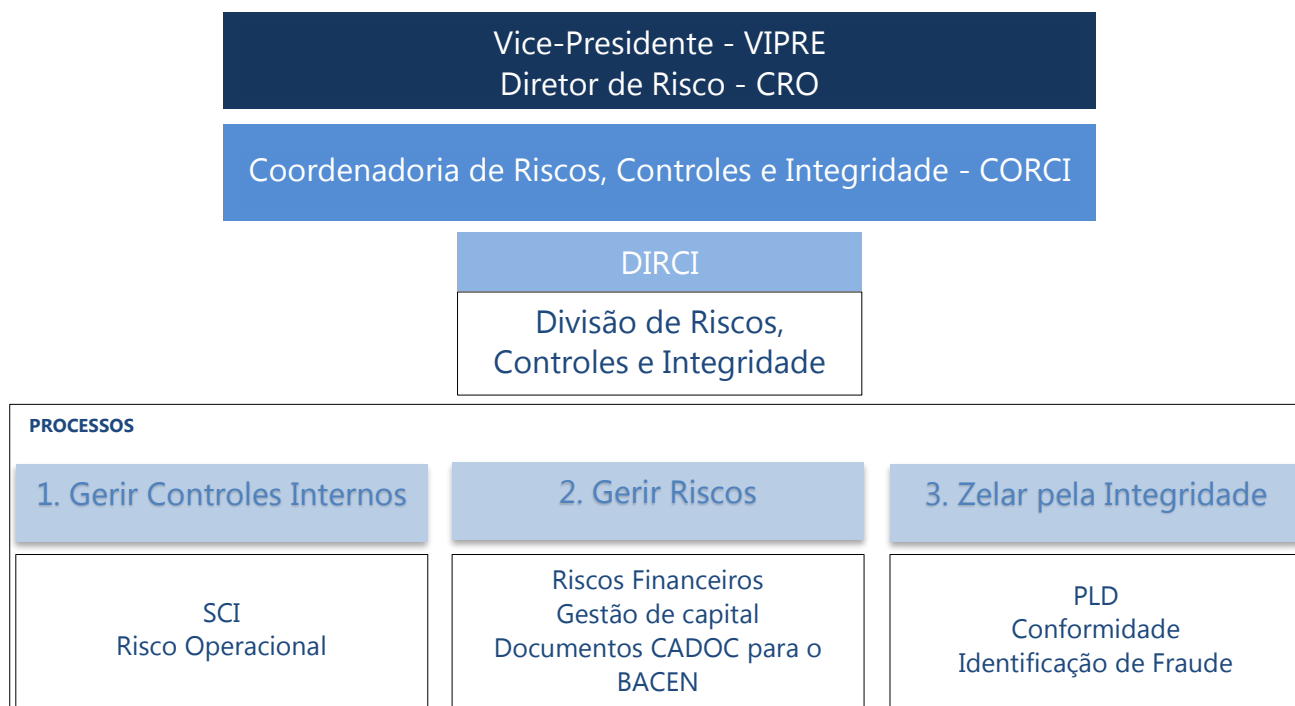 Vice-Presidente - VIPRE
Diretor de Risco - CRO
Coordenadoria de Riscos, Controles e Integridade - CORCI
DIRCI
Divisão de Riscos,
Controles e Integridade
PROCESSOS
1. Gerir Controles Internos
SCI
Risco Operacional
2. Gerir Riscos
Riscos Financeiros
Gestão de capital
Documentos CADOC para o
BACEN
3. Zelar pela Integridade
PLD
Conformidade
Identificação de Fraude